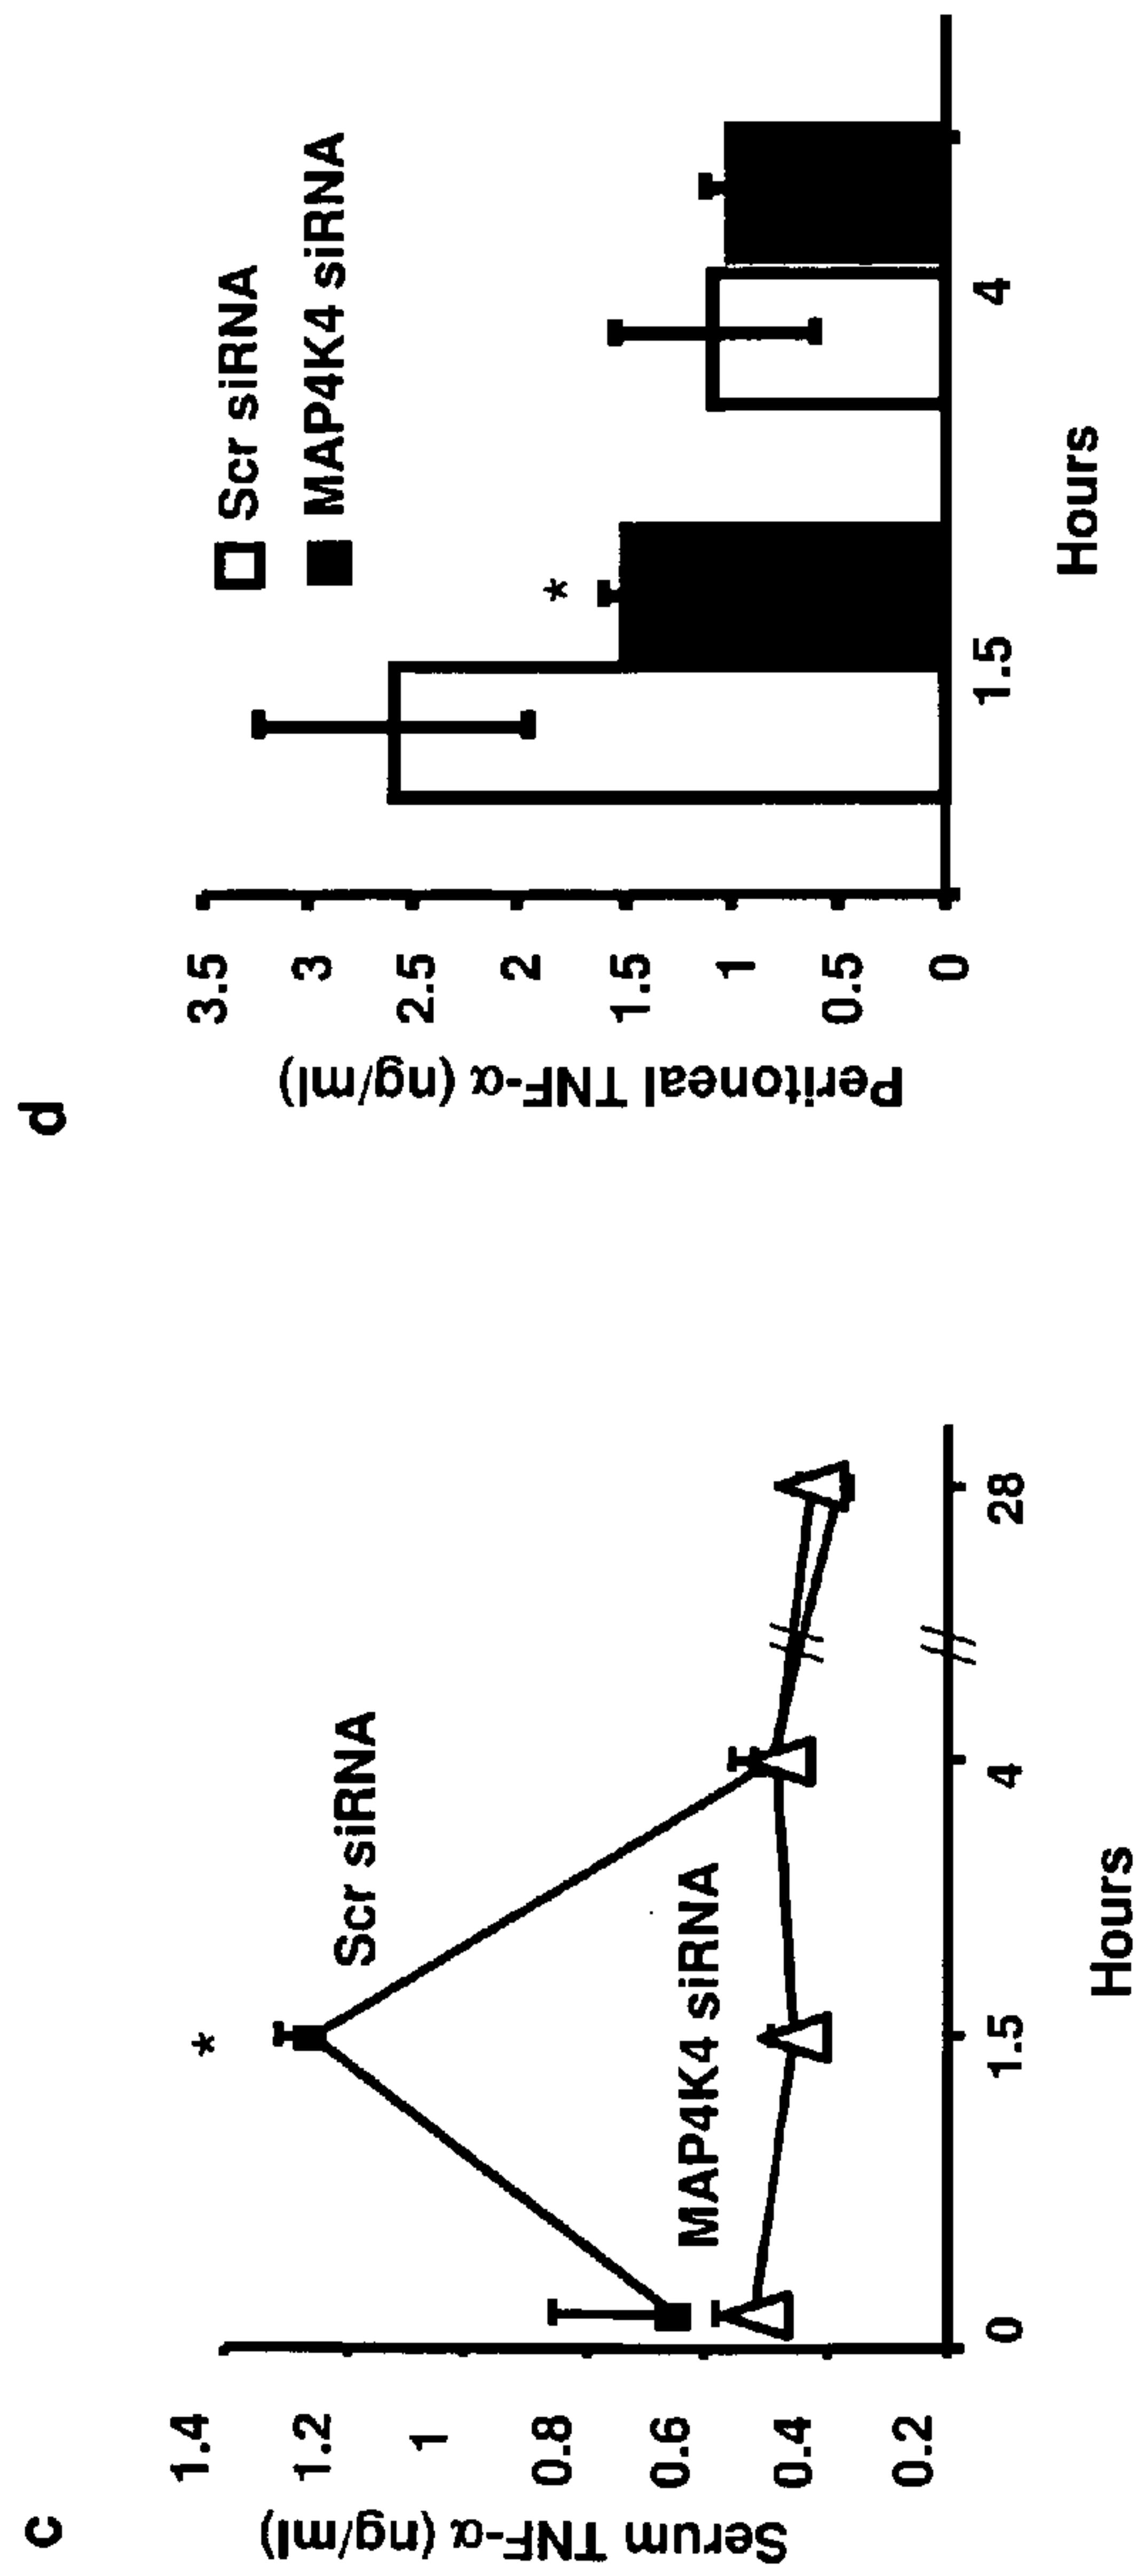 c
Serum TNF-α (ng/ml)
1.4
1.2
1
0.8
0.6
0.4
0.2
*
Scr siRNA
MAP4K4 siRNA
0
1.5
4
28
Hours
d
Peritoneal TNF-α (ng/ml)
3.5
3
2.5
2
1.5
1
0.5
0
Scr siRNA
MAP4K4 siRNA
*
1.5
4
Hours